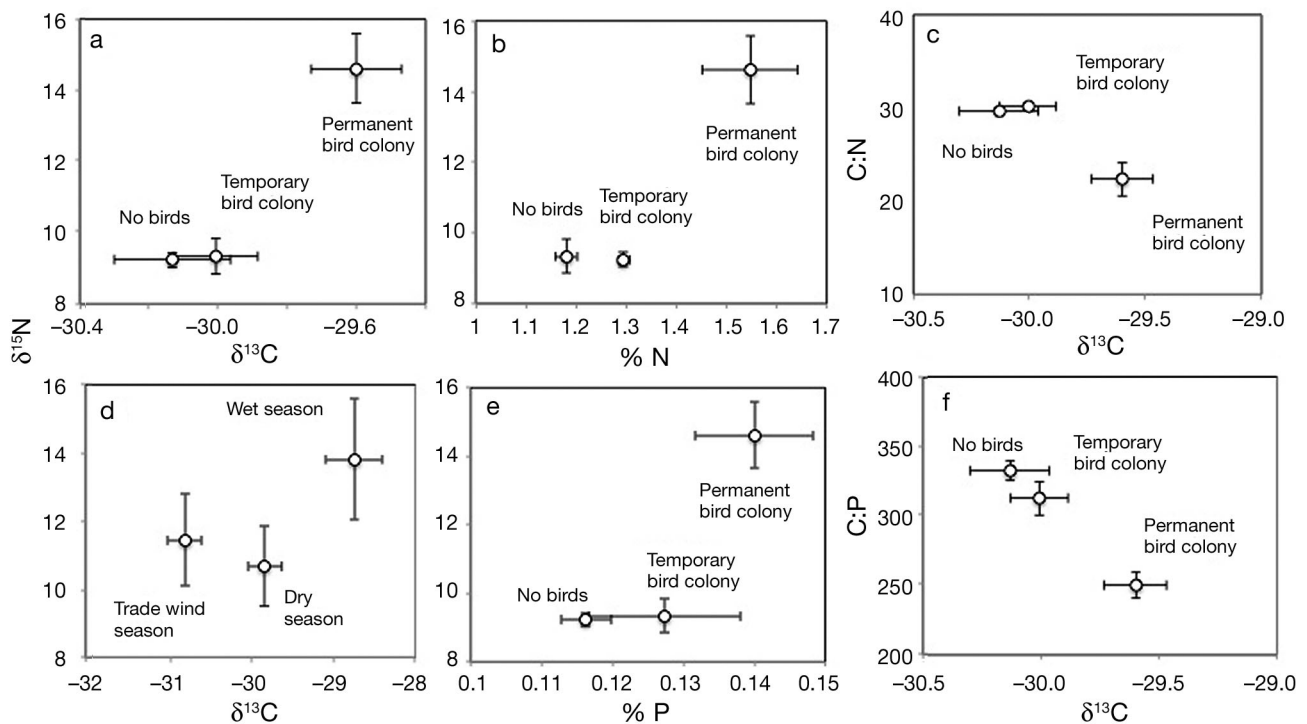 a
16
14
12
10
8
Permanent
bird colony
Temporary
bird colony
No birds
–30.4
–30.0
–29.6
δ13C
δ15N
b
16
14
12
10
8
Permanent
bird colony
Temporary
bird colony
No birds
1
1.2
1.3
1.4
1.5
1.6
1.7
% N
c
40
30
20
10
C:N
Temporary
bird colony
No birds
Permanent
bird colony
–30.5
–30.0
–29.5
–29.0
δ13C
d
16
14
12
10
8
Wet season
Trade wind
season
Dry
season
–32
–31
–30
–29
–28
δ13C
e
16
14
12
10
8
Permanent
bird colony
Temporary
bird colony
No birds
0.1
0.11
0.12
0.13
0.14
0.15
% P
f
400
350
300
250
200
C:P
No birds
Temporary
bird colony
Permanent
bird colony
–30.5
–30.0
–29.5
–29.0
δ13C